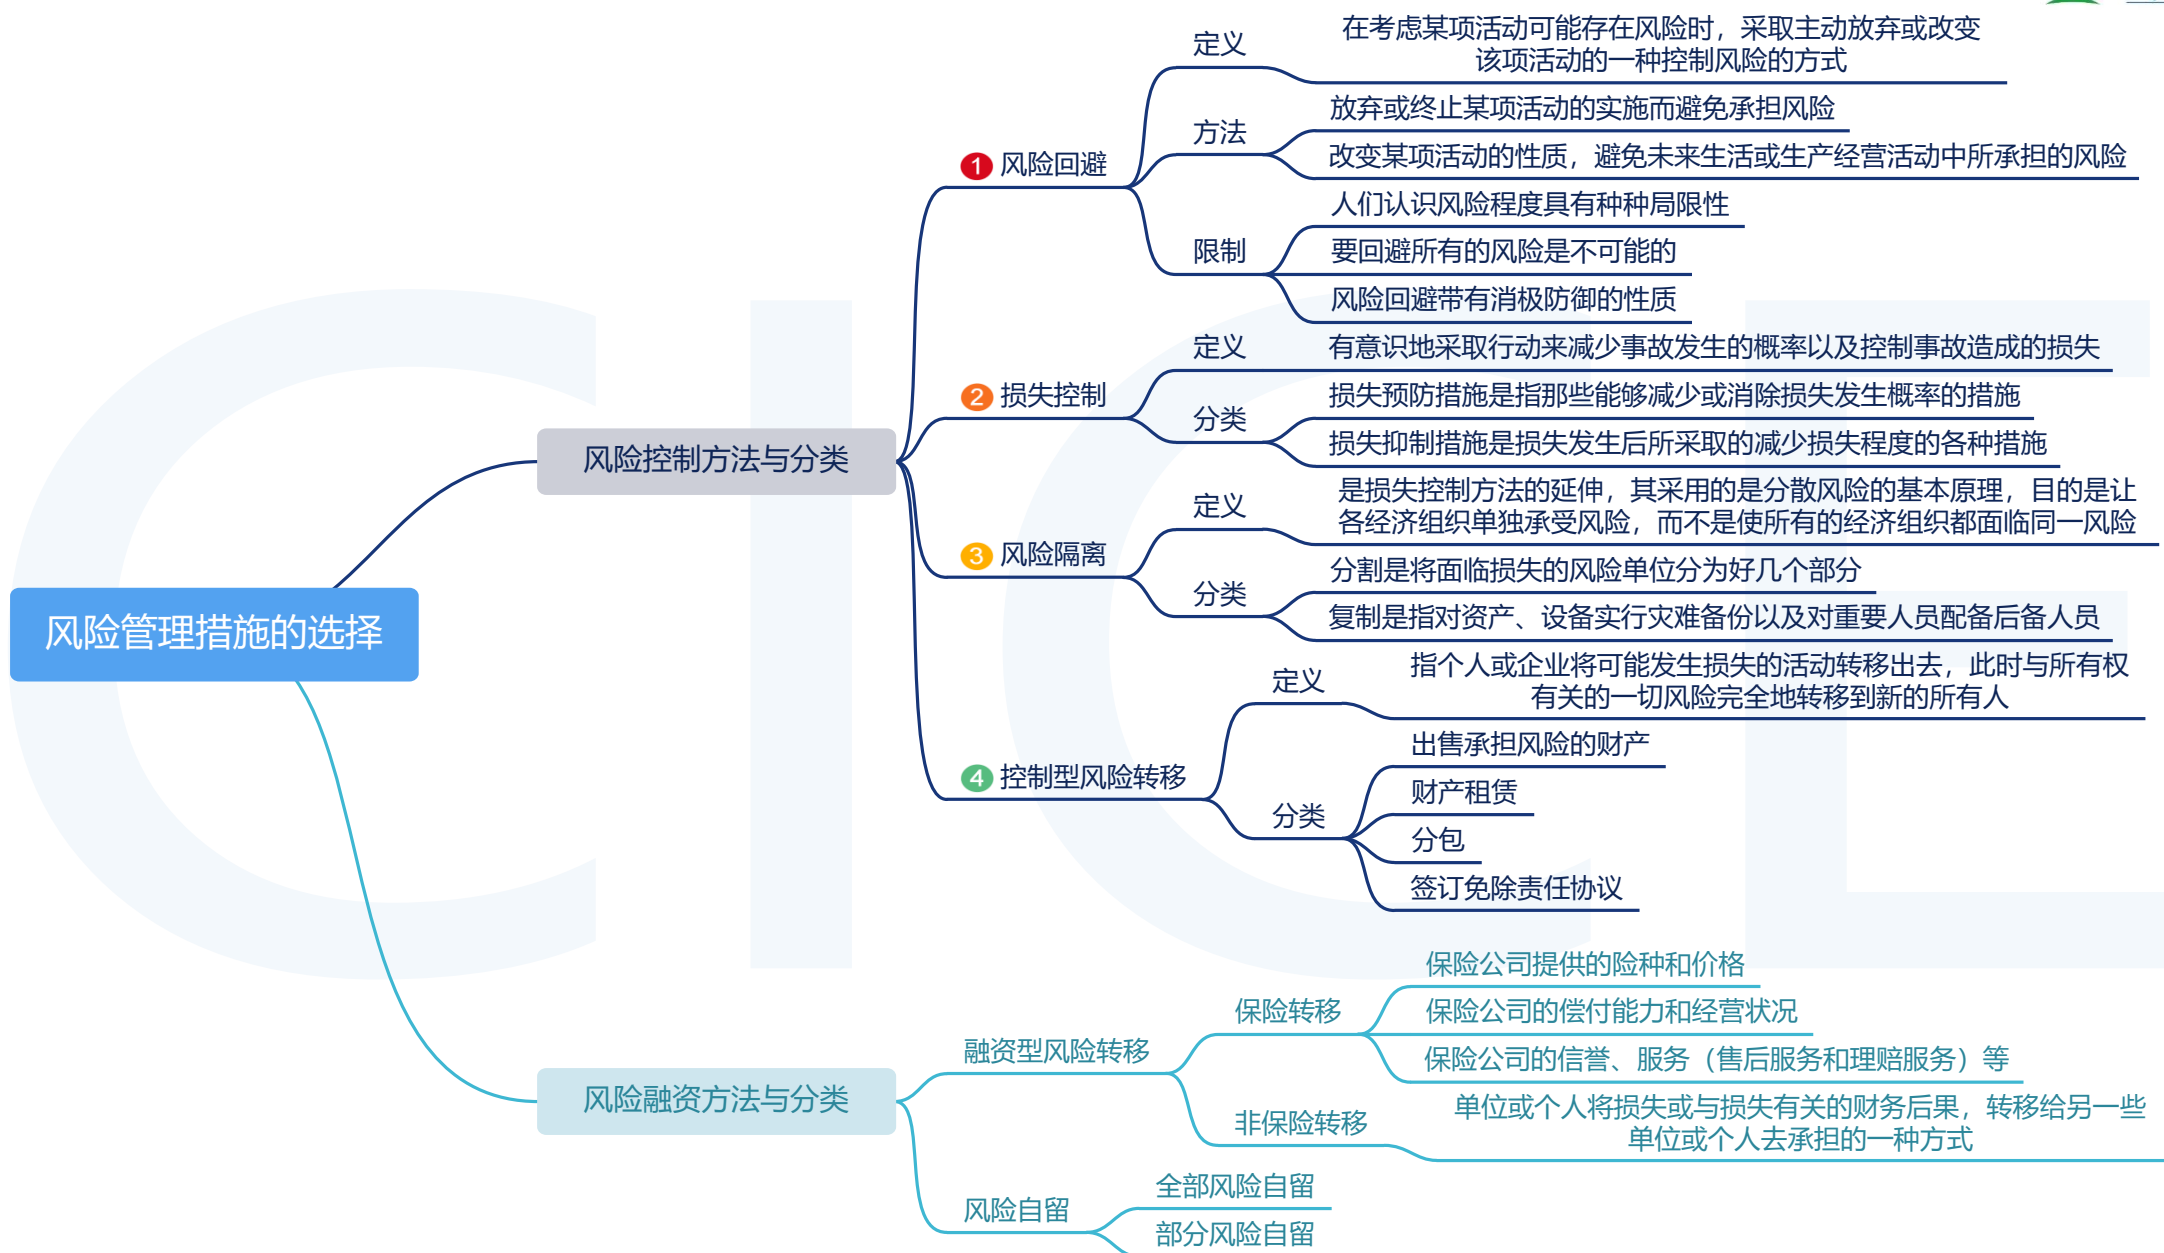 风险管理措施的选择
风险控制方法与分类
1 风险回避
定义
在考虑某项活动可能存在风险时，采取主动放弃或改变
该项活动的一种控制风险的方式
方法
放弃或终止某项活动的实施而避免承担风险
改变某项活动的性质，避免未来生活或生产经营活动中所承担的风险
限制
人们认识风险程度具有种种局限性
要回避所有的风险是不可能的
风险回避带有消极防御的性质
2 损失控制
定义
有意识地采取行动来减少事故发生的概率以及控制事故造成的损失
分类
损失预防措施是指那些能够减少或消除损失发生概率的措施
损失抑制措施是损失发生后所采取的减少损失程度的各种措施
3 风险隔离
定义
是损失控制方法的延伸，其采用的是分散风险的基本原理，目的是让
各经济组织单独承受风险，而不是使所有的经济组织都面临同一风险
分类
分割是将面临损失的风险单位分为好几个部分
复制是指对资产、设备实行灾难备份以及对重要人员配备后备人员
4 控制型风险转移
定义
指个人或企业将可能发生损失的活动转移出去，此时与所有权
有关的一切风险完全地转移到新的所有人
分类
出售承担风险的财产
财产租赁
分包
签订免除责任协议
风险融资方法与分类
融资型风险转移
保险转移
保险公司提供的险种和价格
保险公司的偿付能力和经营状况
保险公司的信誉、服务（售后服务和理赔服务）等
非保险转移
单位或个人将损失或与损失有关的财务后果，转移给另一些
单位或个人去承担的一种方式
风险自留
全部风险自留
部分风险自留
CICE